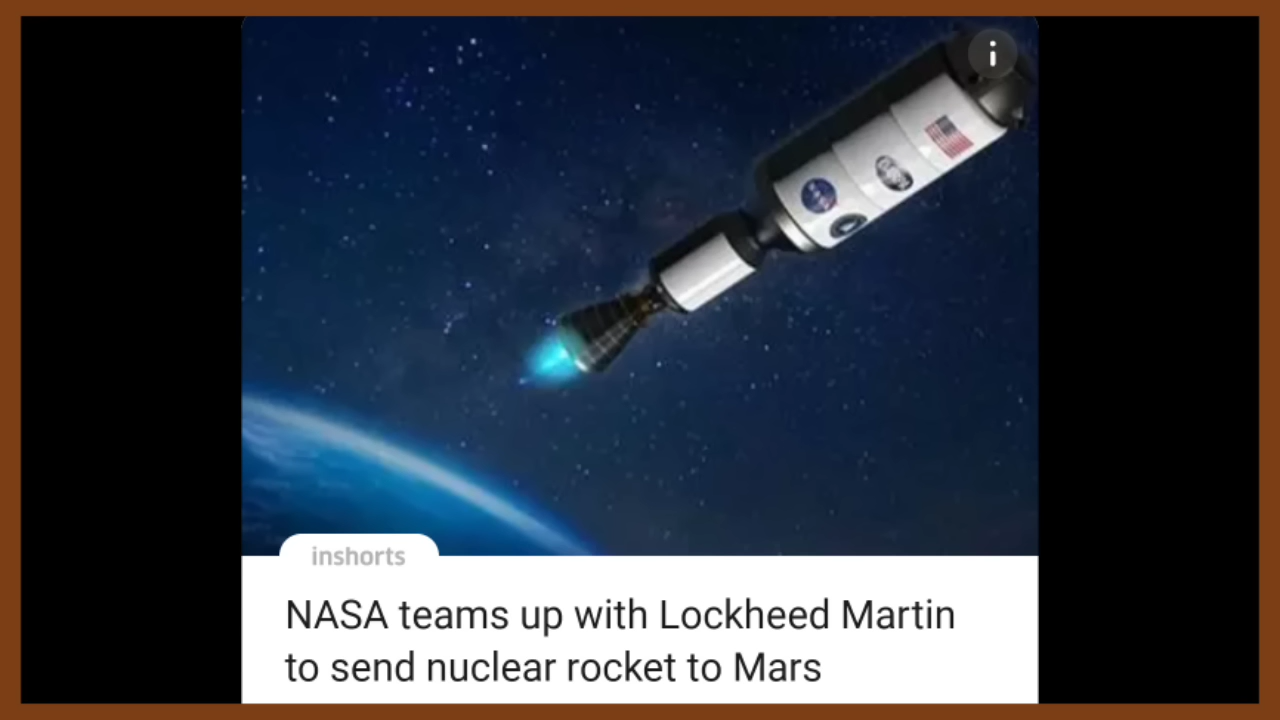 inshorts
NASA teams up with Lockheed Martin
to send nuclear rocket to Mars